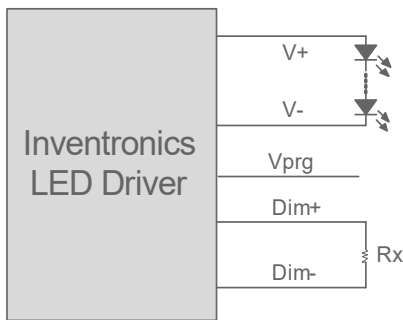 Inventronics
LED Driver
V+
V-
Vprg
Dim+
Rx
Dim-